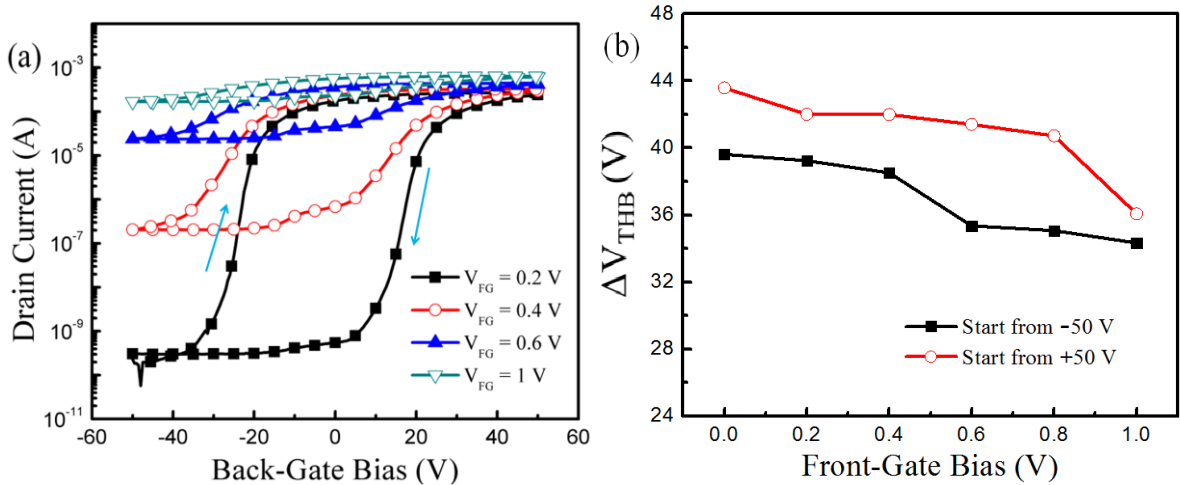 (a)
Drain Current (A)
10⁻³
10⁻⁵
10⁻⁷
10⁻⁹
10⁻¹¹
V_FG = 0.2 V
V_FG = 0.4 V
V_FG = 0.6 V
V_FG = 1 V
-60 -40 -20 0 20 40 60
Back-Gate Bias (V)
(b)
ΔV_THB (V)
48
44
40
36
32
28
24
Start from −50 V
Start from +50 V
0.0 0.2 0.4 0.6 0.8 1.0
Front-Gate Bias (V)